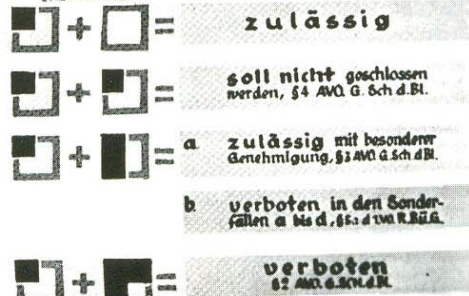 + = zulässig
+ = soll nicht geschlossen
werden, §4 AVO. G. Sch d. Bl.
+ = a. zulässig mit besonderer
Genehmigung, §3 AVO G. Sch d Bl.
b. verboten in den Sonder-
fällen a bis d,
+ = verboten
§2 AVO. G. SCH. d. Bl.